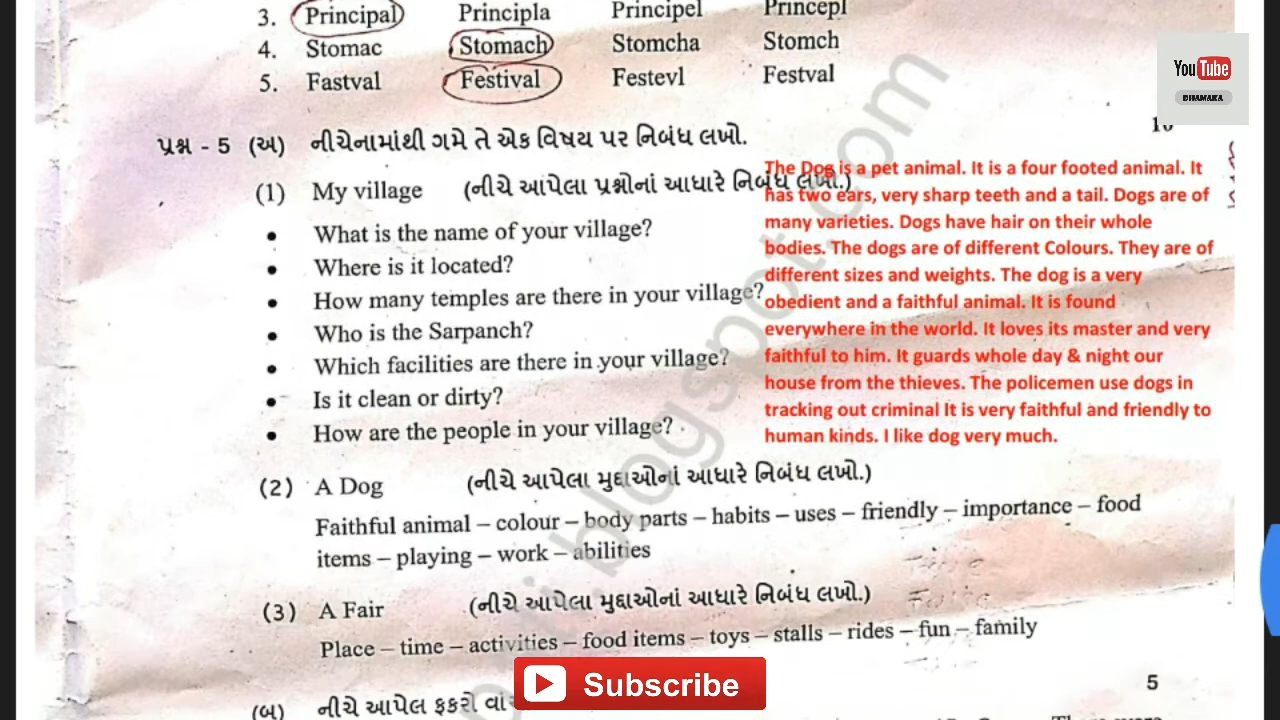 3. Principal Principla Principel Princepl
4. Stomac Stomach Stomcha Stomch
5. Fastval Festival Festevl Festval
YouTube
DHAMAKA
પ્રશ્ન - 5 (અ) નીચેનામાંથી ગમે તે એક વિષય પર નિબંધ લખો. 10
(1) My village (નીચે આપેલા પ્રશ્નોનાં આધારે નિબંધ લખો.)
• What is the name of your village?
• Where is it located?
• How many temples are there in your village?
• Who is the Sarpanch?
• Which facilities are there in your village?
• Is it clean or dirty?
• How are the people in your village?
The Dog is a pet animal. It is a four footed animal. It
has two ears, very sharp teeth and a tail. Dogs are of
many varieties. Dogs have hair on their whole
bodies. The dogs are of different Colours. They are of
different sizes and weights. The dog is a very
obedient and a faithful animal. It is found
everywhere in the world. It loves its master and very
faithful to him. It guards whole day & night our
house from the thieves. The policemen use dogs in
tracking out criminal It is very faithful and friendly to
human kinds. I like dog very much.
(2) A Dog (નીચે આપેલા મુદ્દાઓનાં આધારે નિબંધ લખો.)
Faithful animal – colour – body parts – habits – uses – friendly – importance – food
items – playing – work – abilities
(3) A Fair (નીચે આપેલા મુદ્દાઓનાં આધારે નિબંધ લખો.)
Place – time – activities – food items – toys – stalls – rides – fun – family
Subscribe
5
(બ) નીચે આપેલ ફકરો
blogspot.com